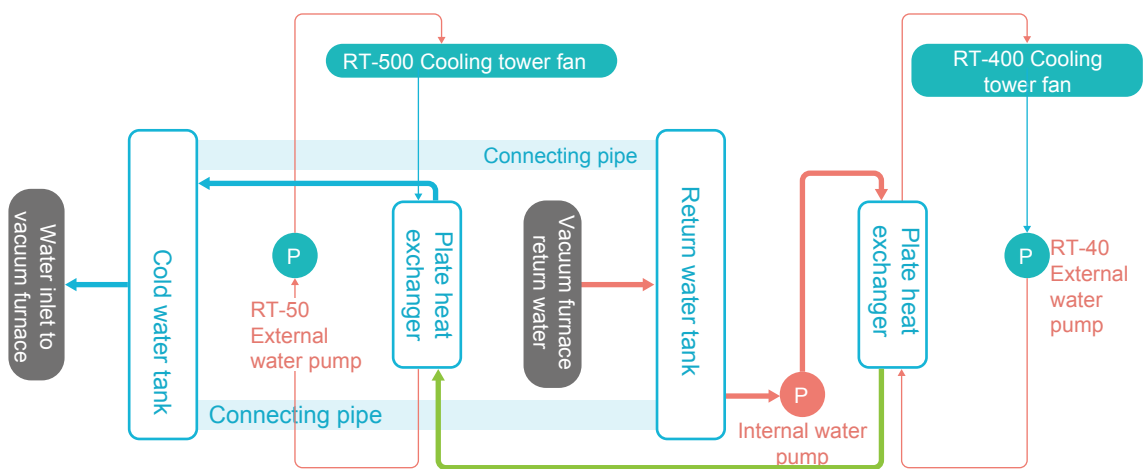 RT-500 Cooling tower fan
RT-400 Cooling
tower fan
Connecting pipe
Water inlet to
vacuum furnace
Cold water tank
P
RT-50
External
water pump
Plate heat
exchanger
Vacuum furnace
return water
Return water tank
Plate heat
exchanger
P
RT-40
External
water
pump
Connecting pipe
P
Internal water
pump